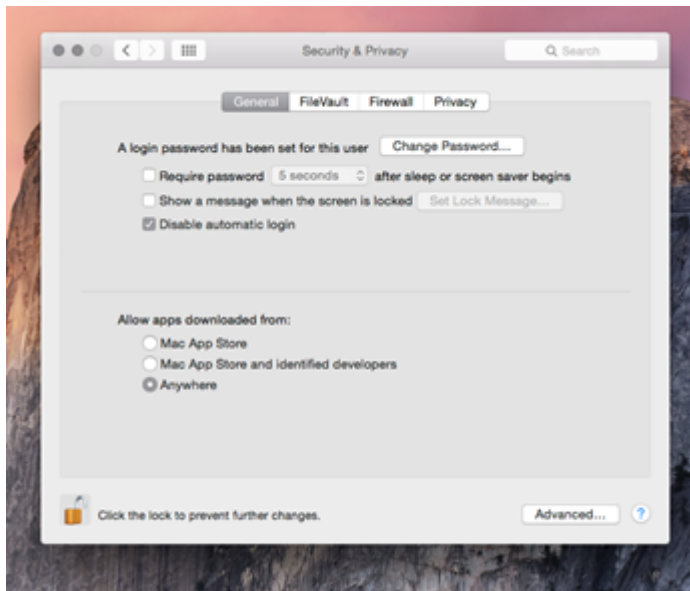 Security & Privacy
Search
General FileVault Firewall Privacy
A login password has been set for this user Change Password...
Require password 5 seconds after sleep or screen saver begins
Show a message when the screen is locked Set Lock Message...
Disable automatic login
Allow apps downloaded from:
Mac App Store
Mac App Store and identified developers
Anywhere
Click the lock to prevent further changes.
Advanced... ?